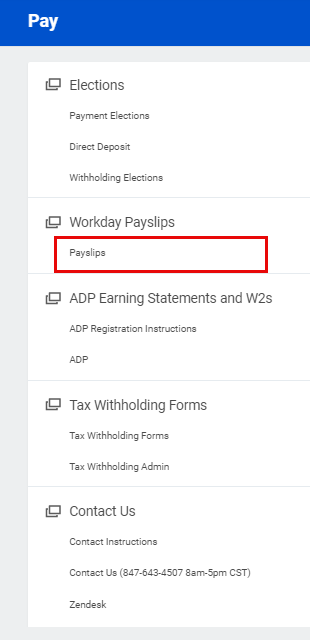 Pay
Elections
Payment Elections
Direct Deposit
Withholding Elections
Workday Payslips
Payslips
ADP Earning Statements and W2s
ADP Registration Instructions
ADP
Tax Withholding Forms
Tax Withholding Forms
Tax Withholding Admin
Contact Us
Contact Instructions
Contact Us (847-643-4507 8am-5pm CST)
Zendesk